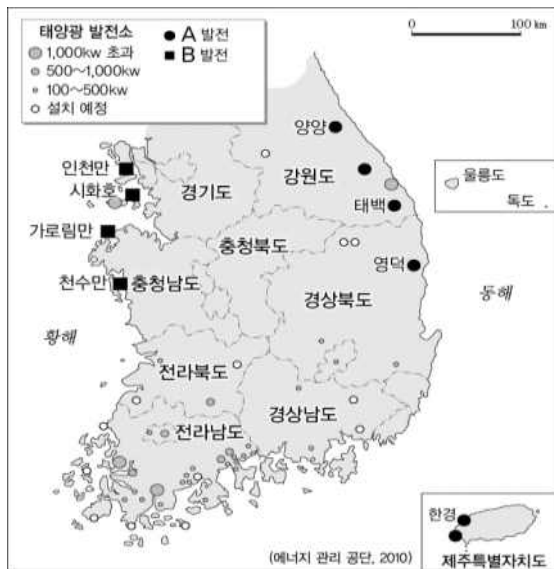 태양광 발전소
1,000kw 초과
500~1,000kw
100~500kw
설치 예정
A 발전
B 발전
0 100 km
양양
인천만
시화호
경기도
강원도
울릉도
독도
태백
가로림만
충청북도
영덕
천수만
충청남도
경상북도
동해
황해
전라북도
경상남도
전라남도
한경
제주특별자치도
(에너지 관리 공단, 2010)